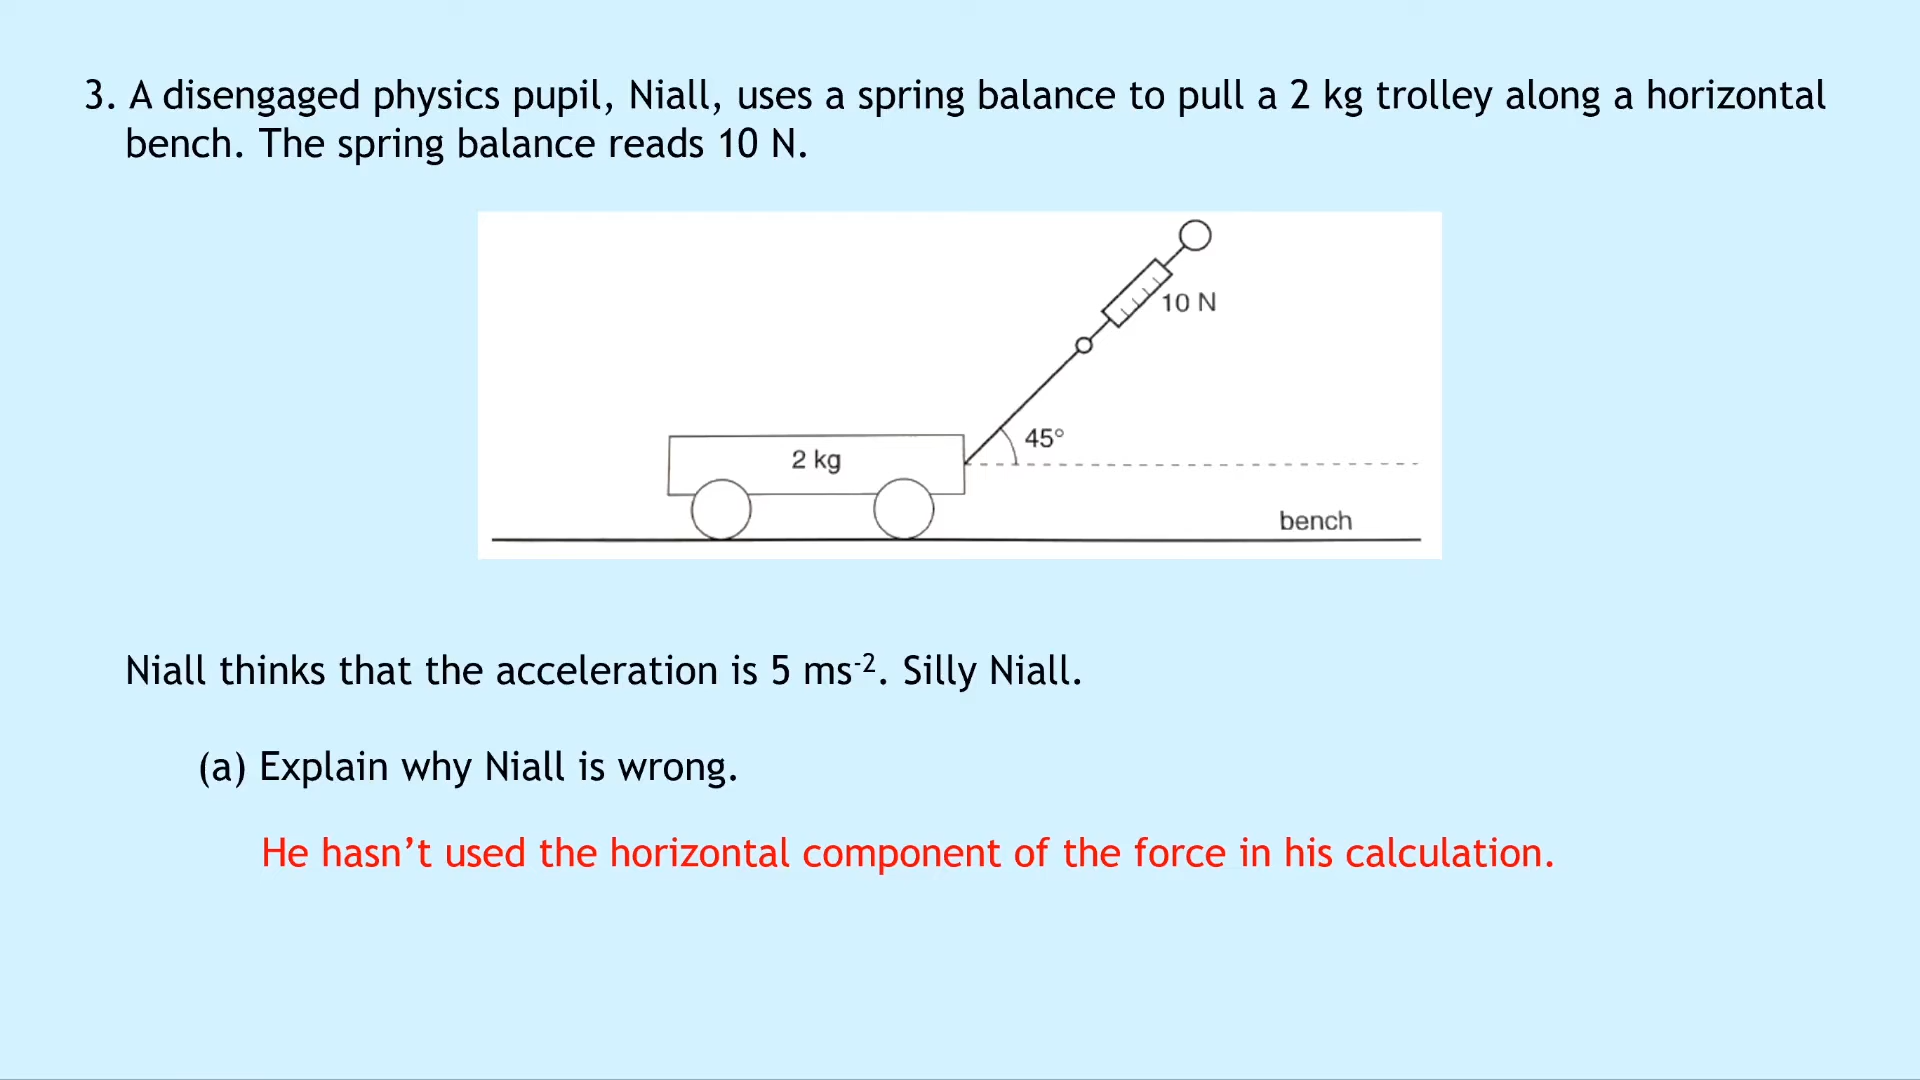 3. A disengaged physics pupil, Niall, uses a spring balance to pull a 2 kg trolley along a horizontal
bench. The spring balance reads 10 N.
10 N
45°
2 kg
bench
Niall thinks that the acceleration is 5 ms⁻². Silly Niall.
(a) Explain why Niall is wrong.
He hasn’t used the horizontal component of the force in his calculation.